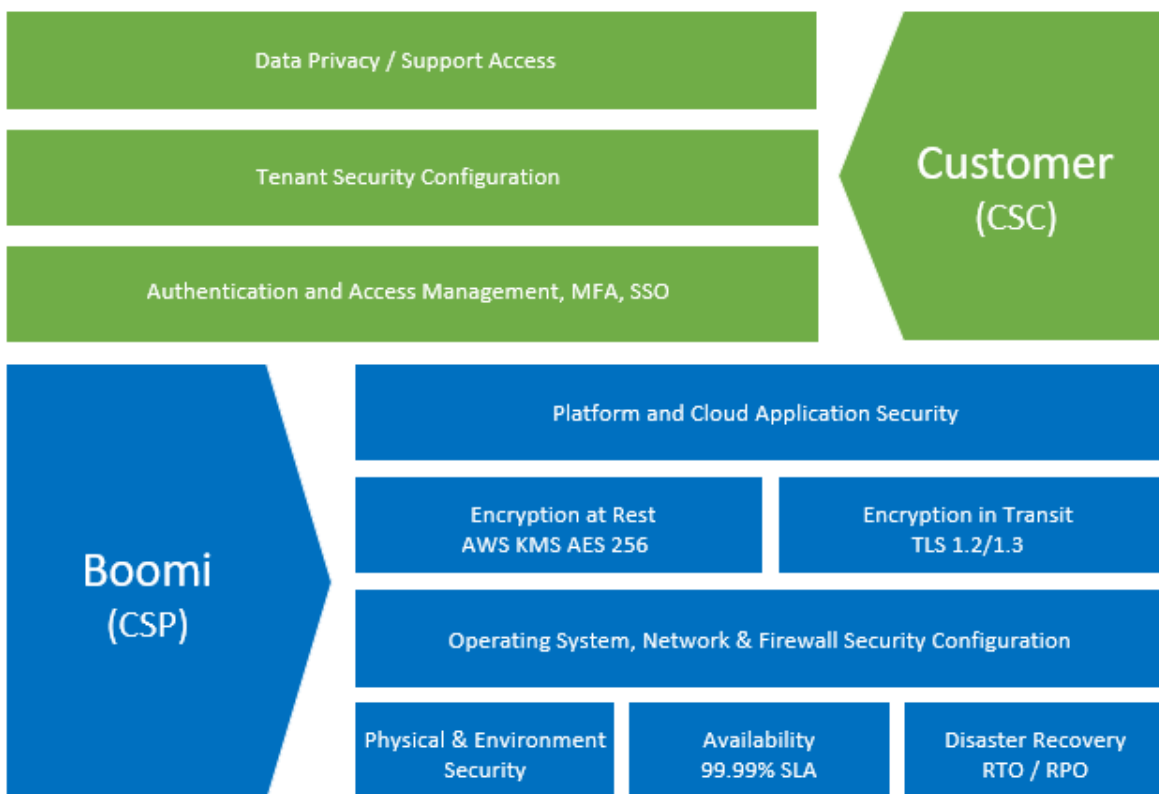 Data Privacy / Support Access
Customer
(CSC)
Tenant Security Configuration
Authentication and Access Management, MFA, SSO
Boomi
(CSP)
Platform and Cloud Application Security
Encryption at Rest
AWS KMS AES 256
Encryption in Transit
TLS 1.2/1.3
Operating System, Network & Firewall Security Configuration
Physical & Environment
Security
Availability
99.99% SLA
Disaster Recovery
RTO / RPO